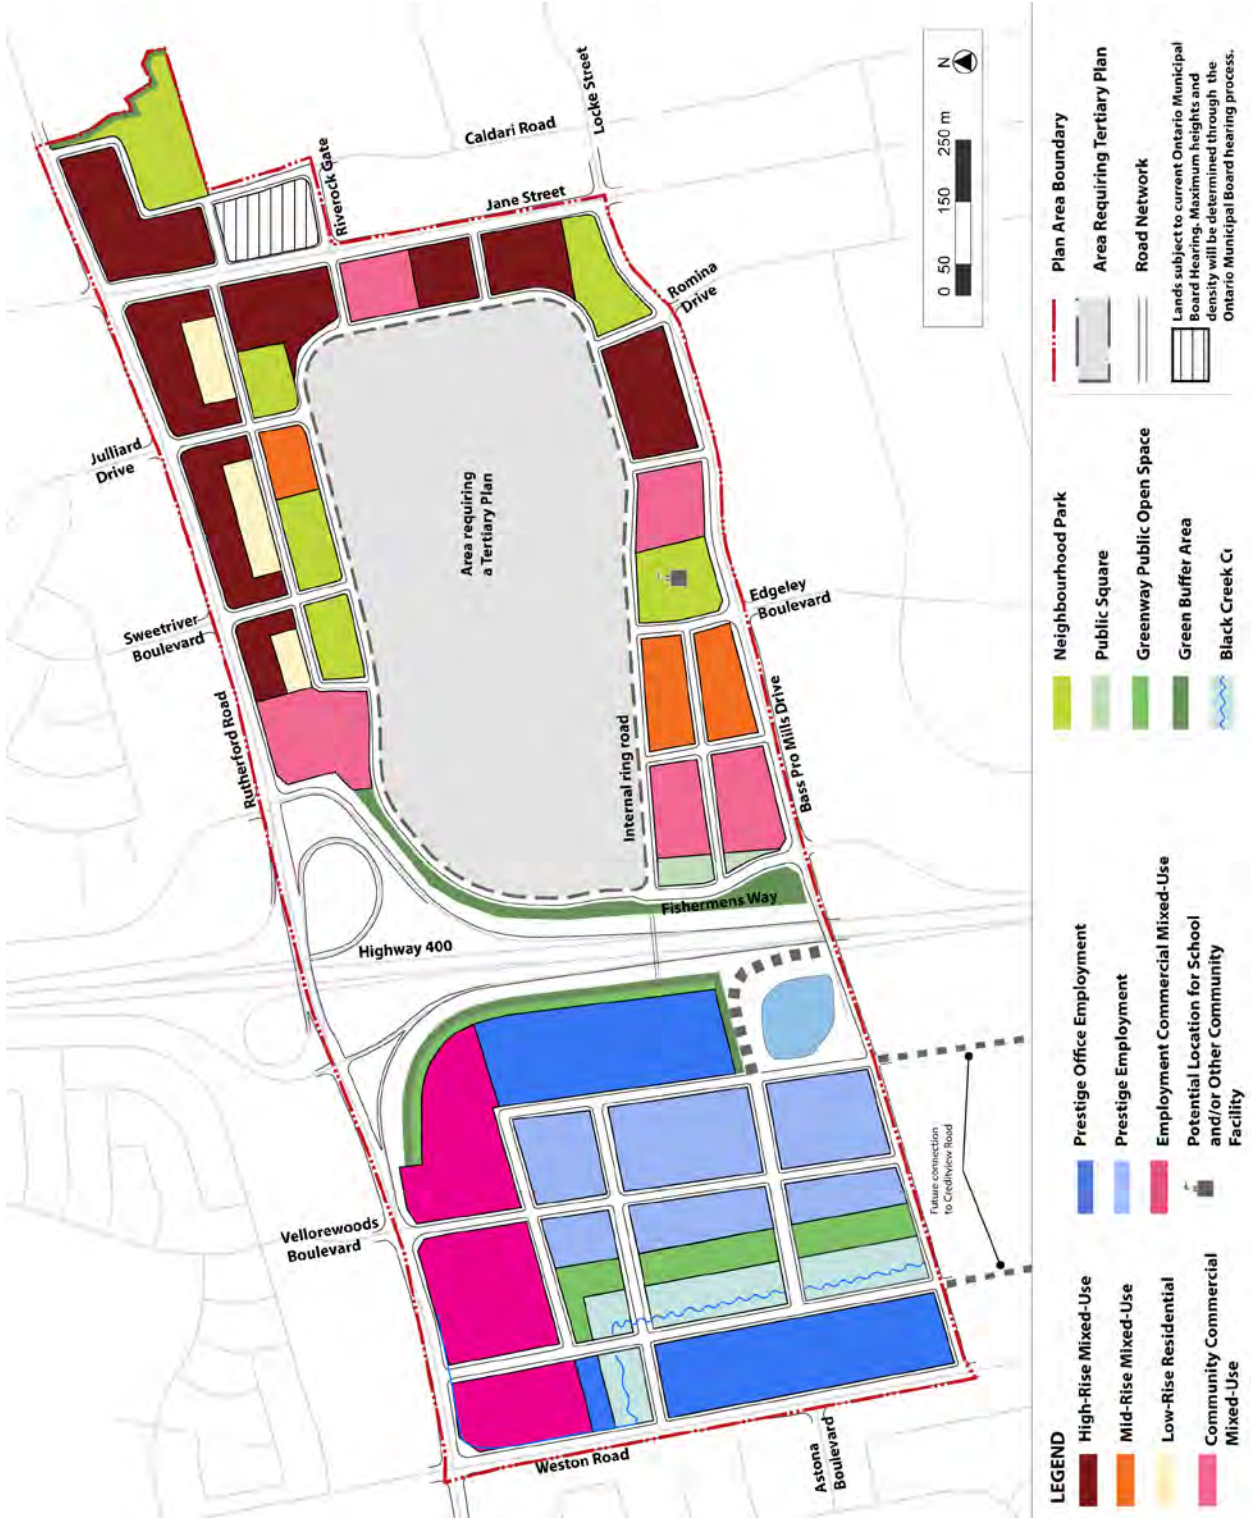 Rutherford Road
Sweetriver
Boulevard
Julliard
Drive
Riverock Gate
Jane Street
Caldari Road
Locke Street
Romina
Drive
Area requiring
a Tertiary Plan
Edgeley
Boulevard
Internal ring road
Bass Pro Mills Drive
Fishermens Way
Highway 400
Vellorewoods
Boulevard
Weston Road
Astona
Boulevard
Future connection
to Creditview Road
0 50 150 250 m
N
LEGEND
High-Rise Mixed-Use
Mid-Rise Mixed-Use
Low-Rise Residential
Community Commercial
Mixed-Use
Prestige Office Employment
Prestige Employment
Employment Commercial Mixed-Use
Potential Location for School
and/or Other Community
Facility
Neighbourhood Park
Public Square
Greenway Public Open Space
Green Buffer Area
Black Creek
Plan Area Boundary
Area Requiring Tertiary Plan
Road Network
Lands subject to current Ontario Municipal
Board Hearing. Maximum heights and
density will be determined through the
Ontario Municipal Board hearing process.